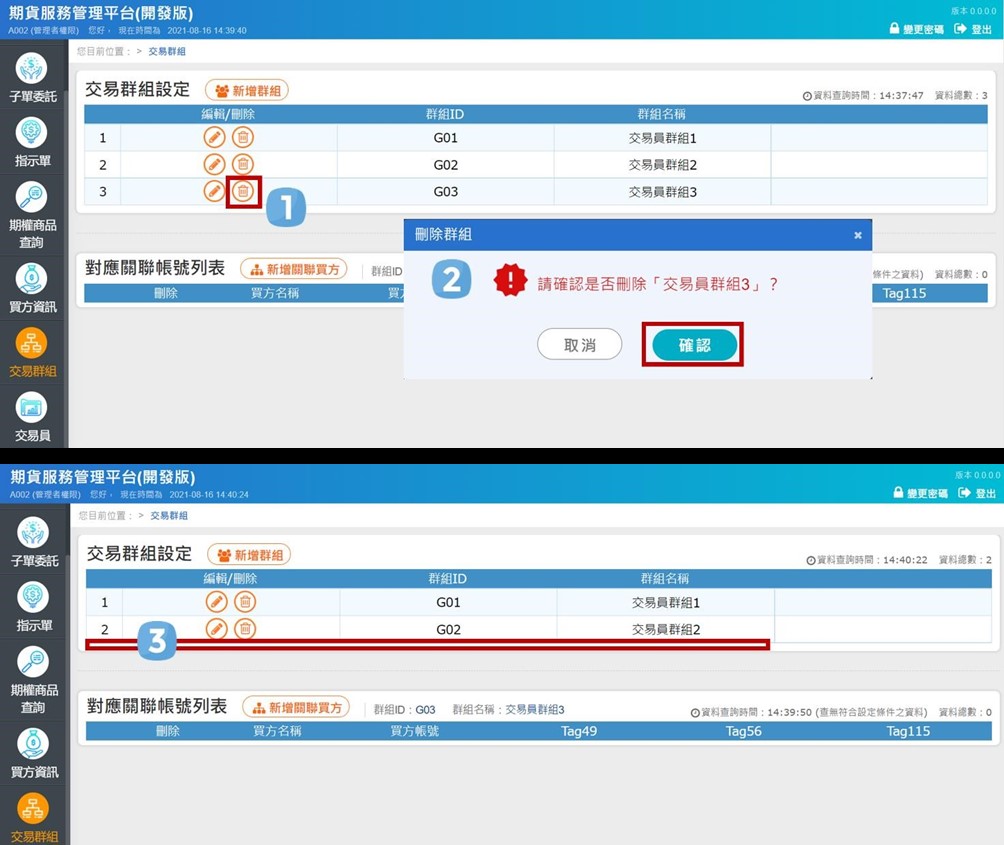 期貨服務管理平台(開發版)
版本 0.0.0.0
A002 (管理者權限) 您好， 現在時間為 2021-08-16 14:39:40
變更密碼 登出
您目前位置： > 交易群組
子單委託
指示單
期權商品
查詢
買方資訊
交易群組
交易員
交易群組設定 新增群組
資料查詢時間：14:37:47 資料總數：3
編輯/刪除 群組ID 群組名稱
1 G01 交易員群組1
2 G02 交易員群組2
3 G03 交易員群組3
1
對應關聯帳號列表 新增關聯買方 群組ID
條件之資料) 資料總數：0
刪除 買方名稱 買 Tag115
刪除群組 ×
2
請確認是否刪除「交易員群組3」？
取消 確認
期貨服務管理平台(開發版)
版本 0.0.0.0
A002 (管理者權限) 您好， 現在時間為 2021-08-16 14:40:24
變更密碼 登出
您目前位置： > 交易群組
子單委託
指示單
期權商品
查詢
買方資訊
交易群組
交易群組設定 新增群組
資料查詢時間：14:40:22 資料總數：2
編輯/刪除 群組ID 群組名稱
1 G01 交易員群組1
2 G02 交易員群組2
3
對應關聯帳號列表 新增關聯買方 群組ID：G03 群組名稱：交易員群組3
資料查詢時間：14:39:50 (查無符合設定條件之資料) 資料總數：0
刪除 買方名稱 買方帳號 Tag49 Tag56 Tag115